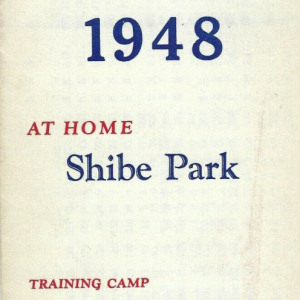 1948
AT HOME
Shibe Park
TRAINING CAMP